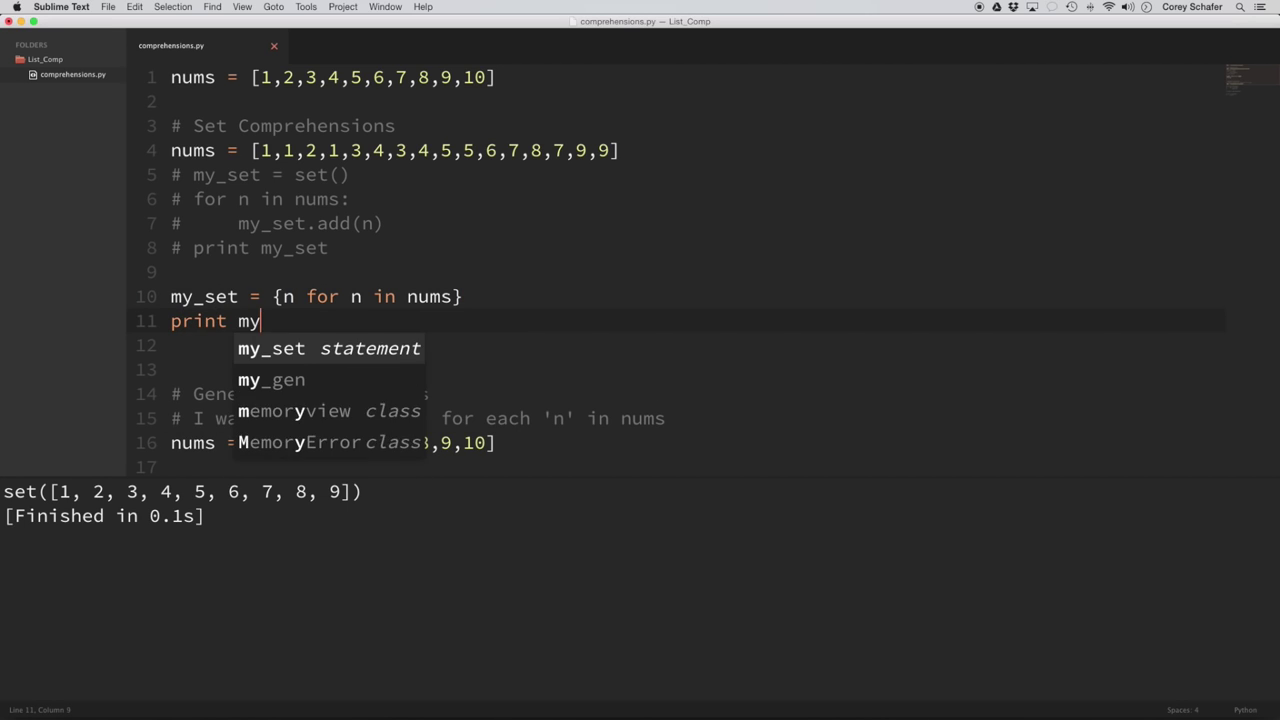 Sublime Text File Edit Selection Find View Goto Tools Project Window Help Corey Schafer
comprehensions.py — List_Comp
FOLDERS
List_Comp
comprehensions.py
comprehensions.py
1 nums = [1,2,3,4,5,6,7,8,9,10]
2
3 # Set Comprehensions
4 nums = [1,1,2,1,3,4,3,4,5,5,6,7,8,7,9,9]
5 # my_set = set()
6 # for n in nums:
7 # my_set.add(n)
8 # print my_set
9
10 my_set = {n for n in nums}
11 print my
12 my_set statement
13 my_gen
14 # Gene s
memoryview class
15 # I wa for each 'n' in nums
16 nums = 8,9,10]
MemoryError class
17
set([1, 2, 3, 4, 5, 6, 7, 8, 9])
[Finished in 0.1s]
Line 11, Column 9 Spaces: 4 Python